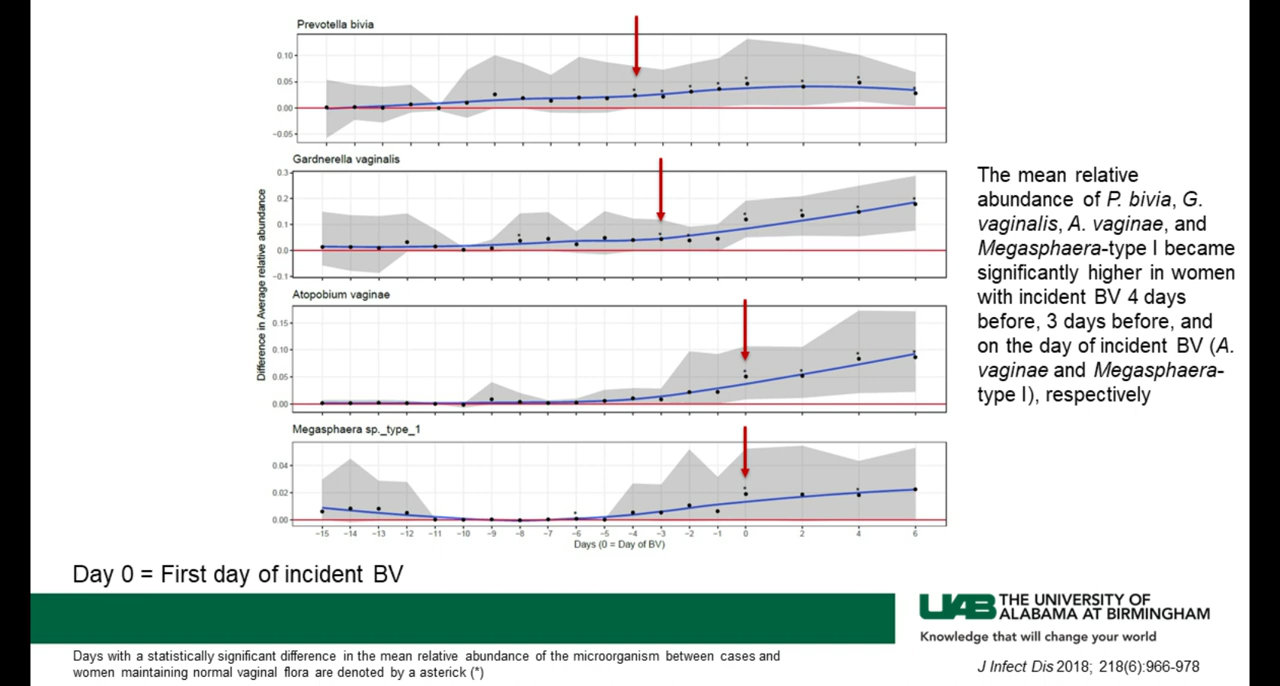 Prevotella bivia
0.10
0.05
0.00
-0.05
Gardnerella vaginalis
0.3
0.2
0.1
0.0
-0.1
Atopobium vaginae
0.15
0.10
0.05
0.00
Megasphaera sp._type_1
0.04
0.02
0.00
Difference in Average relative abundance
-15 -14 -13 -12 -11 -10 -9 -8 -7 -6 -5 -4 -3 -2 -1 0 2 4 6
Days (0 = Day of BV)
The mean relative
abundance of P. bivia, G.
vaginalis, A. vaginae, and
Megasphaera-type I became
significantly higher in women
with incident BV 4 days
before, 3 days before, and
on the day of incident BV (A.
vaginae and Megasphaera-
type I), respectively
Day 0 = First day of incident BV
UAB THE UNIVERSITY OF
ALABAMA AT BIRMINGHAM
Knowledge that will change your world
Days with a statistically significant difference in the mean relative abundance of the microorganism between cases and
women maintaining normal vaginal flora are denoted by a asterick (*)
J Infect Dis 2018; 218(6):966-978